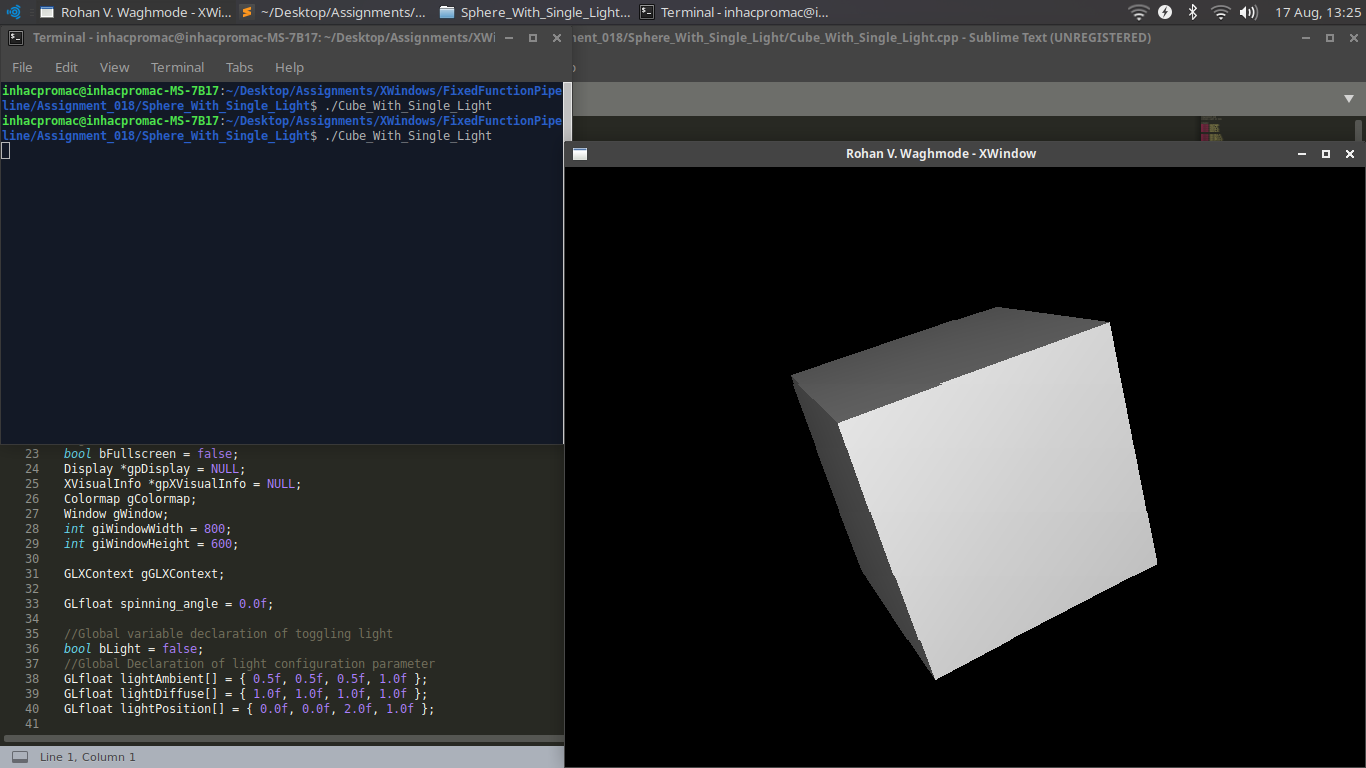 Rohan V. Waghmode - XWi...
~/Desktop/Assignments/...
Sphere_With_Single_Light...
Terminal - inhacpromac@i...
17 Aug, 13:25
Terminal - inhacpromac@inhacpromac-MS-7B17: ~/Desktop/Assignments/XWi
ent_018/Sphere_With_Single_Light/Cube_With_Single_Light.cpp - Sublime Text (UNREGISTERED)
File Edit View Terminal Tabs Help
inhacpromac@inhacpromac-MS-7B17:~/Desktop/Assignments/XWindows/FixedFunctionPipe
line/Assignment_018/Sphere_With_Single_Light$ ./Cube_With_Single_Light
inhacpromac@inhacpromac-MS-7B17:~/Desktop/Assignments/XWindows/FixedFunctionPipe
line/Assignment_018/Sphere_With_Single_Light$ ./Cube_With_Single_Light
Rohan V. Waghmode - XWindow
23 bool bFullscreen = false;
24 Display *gpDisplay = NULL;
25 XVisualInfo *gpXVisualInfo = NULL;
26 Colormap gColormap;
27 Window gWindow;
28 int giWindowWidth = 800;
29 int giWindowHeight = 600;
30
31 GLXContext gGLXContext;
32
33 GLfloat spinning_angle = 0.0f;
34
35 //Global variable declaration of toggling light
36 bool bLight = false;
37 //Global Declaration of light configuration parameter
38 GLfloat lightAmbient[] = { 0.5f, 0.5f, 0.5f, 1.0f };
39 GLfloat lightDiffuse[] = { 1.0f, 1.0f, 1.0f, 1.0f };
40 GLfloat lightPosition[] = { 0.0f, 0.0f, 2.0f, 1.0f };
41
Line 1, Column 1